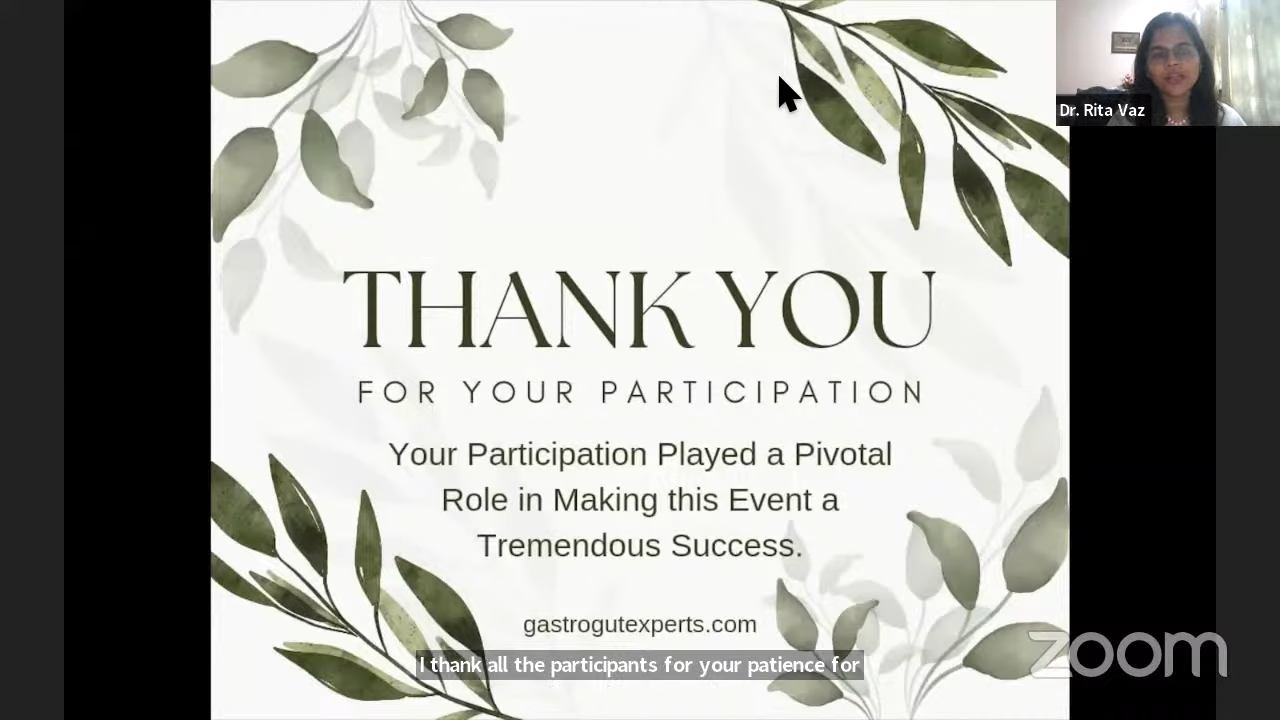 Dr. Rita Vaz
THANK YOU
FOR YOUR PARTICIPATION
Your Participation Played a Pivotal
Role in Making this Event a
Tremendous Success.
gastrogutexperts.com
I thank all the participants for your patience for
zoom